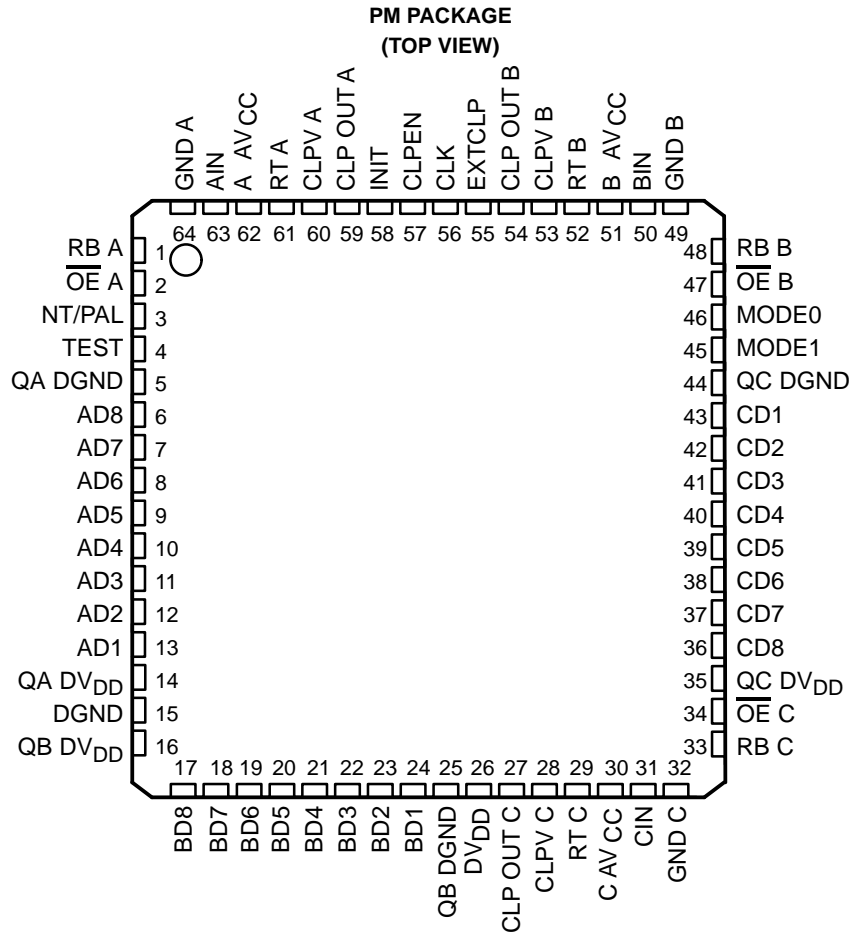 PM PACKAGE
(TOP VIEW)
GND A
AIN
A AVCC
RT A
CLPV A
CLP OUT A
INIT
CLPEN
CLK
EXTCLP
CLP OUT B
CLPV B
RT B
B AVCC
BIN
GND B
64 63 62 61 60 59 58 57 56 55 54 53 52 51 50 49
RB A 1
OE A 2
NT/PAL 3
TEST 4
QA DGND 5
AD8 6
AD7 7
AD6 8
AD5 9
AD4 10
AD3 11
AD2 12
AD1 13
QA DVDD 14
DGND 15
QB DVDD 16
48 RB B
47 OE B
46 MODE0
45 MODE1
44 QC DGND
43 CD1
42 CD2
41 CD3
40 CD4
39 CD5
38 CD6
37 CD7
36 CD8
35 QC DVDD
34 OE C
33 RB C
17 18 19 20 21 22 23 24 25 26 27 28 29 30 31 32
BD8
BD7
BD6
BD5
BD4
BD3
BD2
BD1
QB DGND
DVDD
CLP OUT C
CLPV C
RT C
C AVCC
CIN
GND C